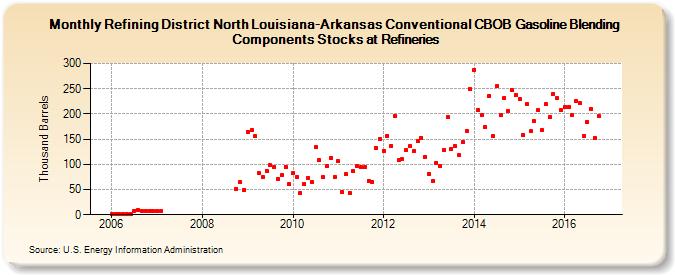 Monthly Refining District North Louisiana-Arkansas Conventional CBOB Gasoline Blending
Components Stocks at Refineries
Thousand Barrels
300
250
200
150
100
50
0
2006 2008 2010 2012 2014 2016
Source: U.S. Energy Information Administration